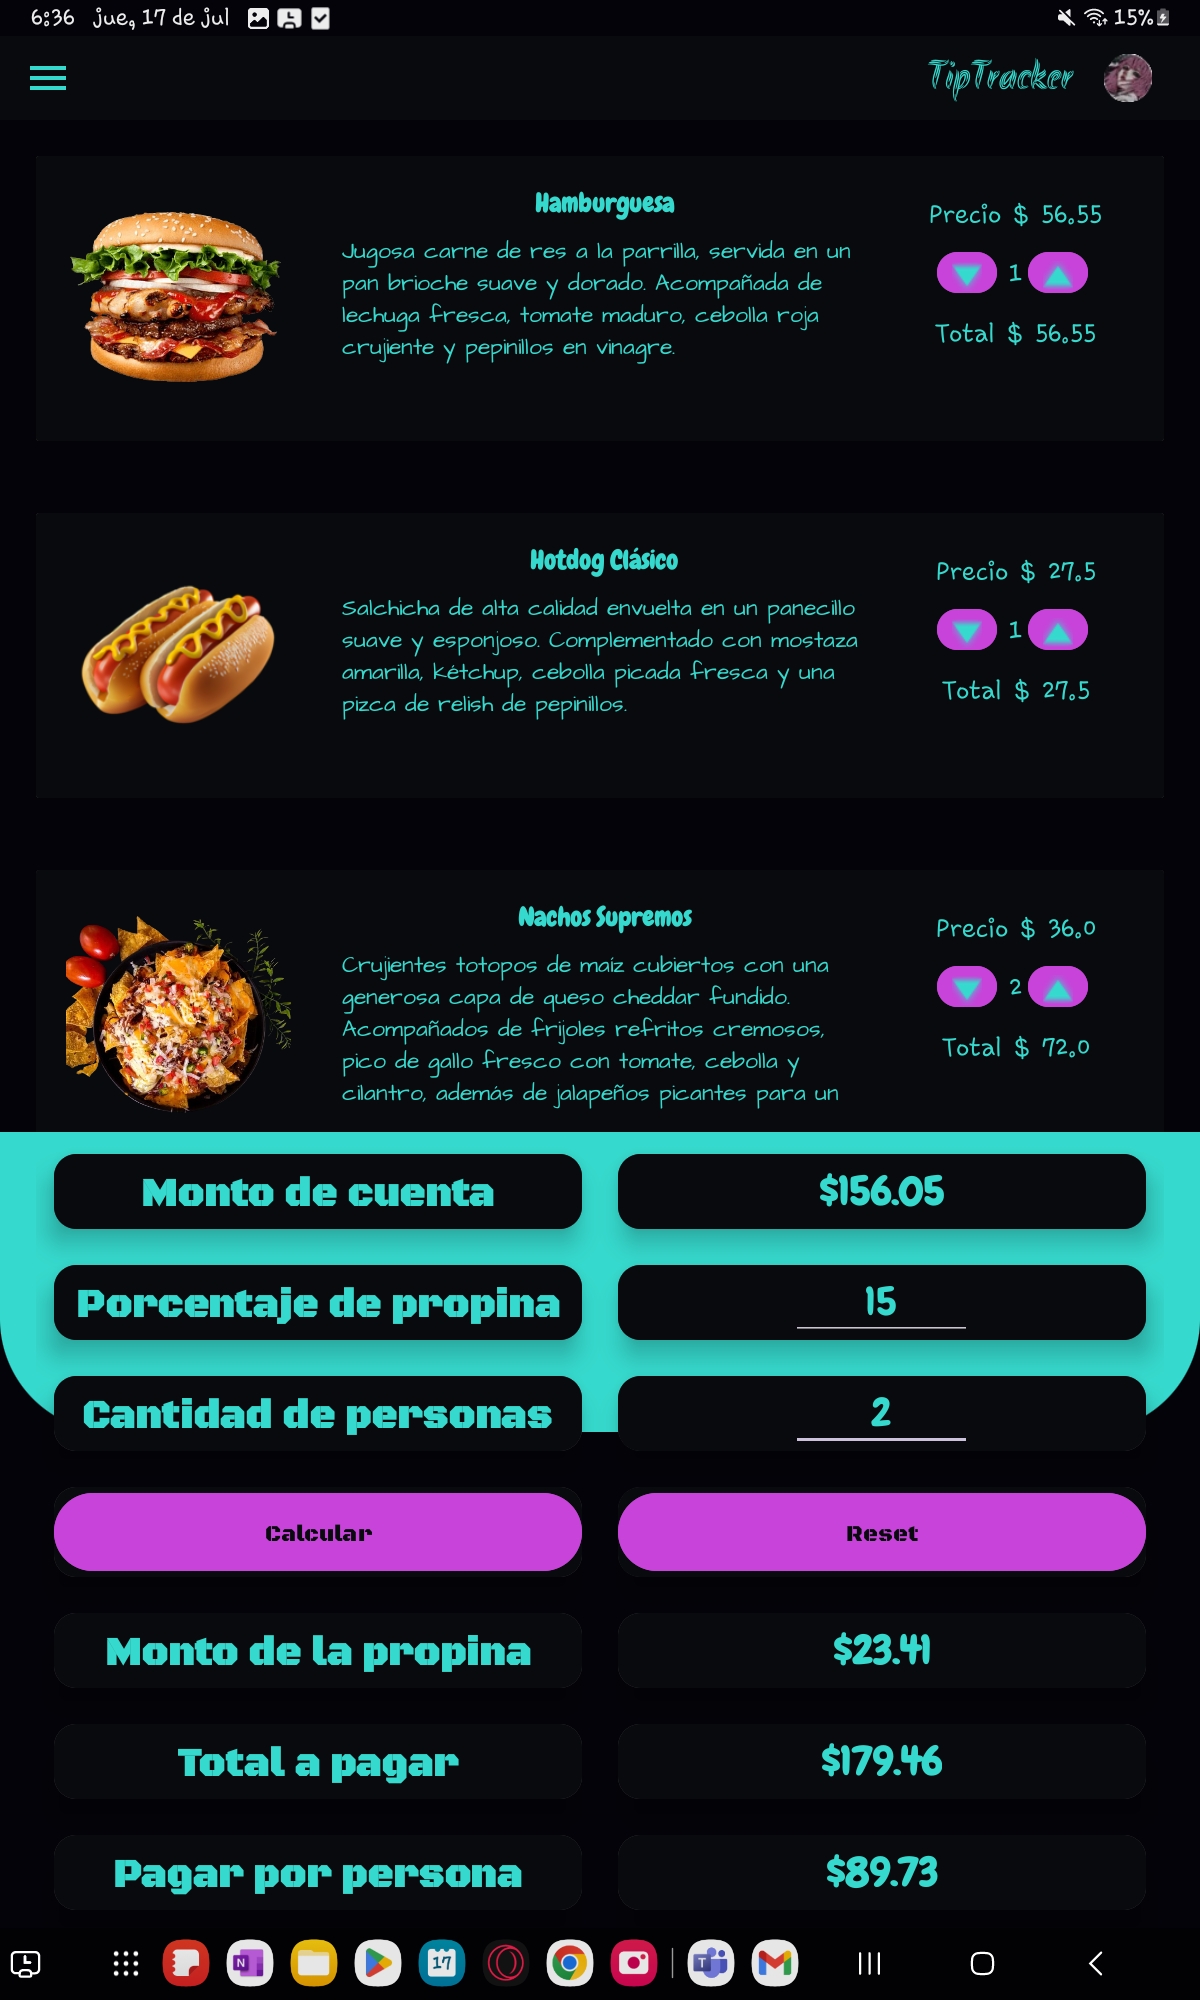 6:36 jue, 17 de jul
15%
TipTracker
Hamburguesa
Jugosa carne de res a la parrilla, servida en un
pan brioche suave y dorado. Acompañada de
lechuga fresca, tomate maduro, cebolla roja
crujiente y pepinillos en vinagre.
Precio $ 56.55
1
Total $ 56.55
Hotdog Clásico
Salchicha de alta calidad envuelta en un panecillo
suave y esponjoso. Complementado con mostaza
amarilla, kétchup, cebolla picada fresca y una
pizca de relish de pepinillos.
Precio $ 27.5
1
Total $ 27.5
Nachos Supremos
Crujientes totopos de maíz cubiertos con una
generosa capa de queso cheddar fundido.
Acompañados de frijoles refritos cremosos,
pico de gallo fresco con tomate, cebolla y
cilantro, además de jalapeños picantes para un
Precio $ 36.0
2
Total $ 72.0
Monto de cuenta
$156.05
Porcentaje de propina
15
Cantidad de personas
2
Calcular
Reset
Monto de la propina
$23.41
Total a pagar
$179.46
Pagar por persona
$89.73
N
17
T